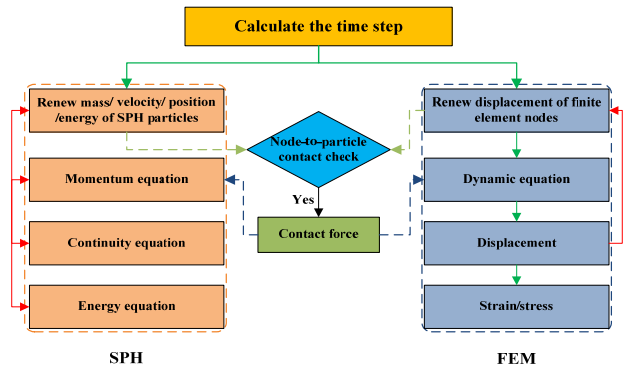 Calculate the time step
Renew mass/ velocity/ position
/energy of SPH particles
Momentum equation
Continuity equation
Energy equation
SPH
Node-to-particle
contact check
Yes
Contact force
Renew displacement of finite
element nodes
Dynamic equation
Displacement
Strain/stress
FEM